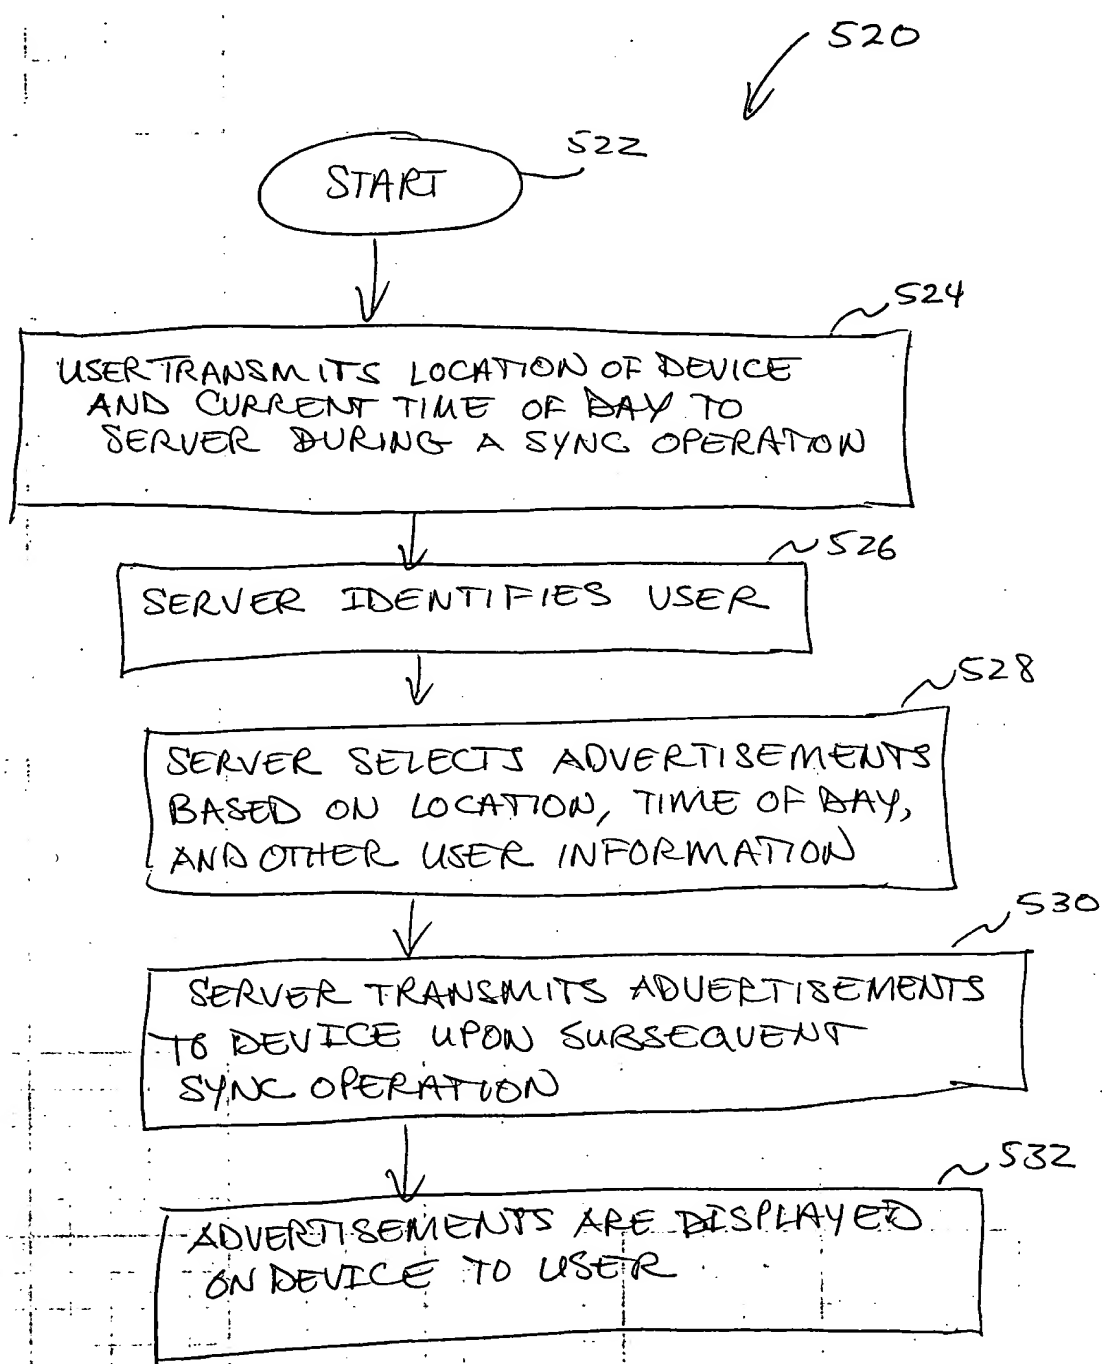 520
START
522
524
USER TRANSMITS LOCATION OF DEVICE
AND CURRENT TIME OF DAY TO
SERVER DURING A SYNC OPERATION
526
SERVER IDENTIFIES USER
528
SERVER SELECTS ADVERTISEMENTS
BASED ON LOCATION, TIME OF DAY,
AND OTHER USER INFORMATION
530
SERVER TRANSMITS ADVERTISEMENTS
TO DEVICE UPON SUBSEQUENT
SYNC OPERATION
532
ADVERTISEMENTS ARE DISPLAYED
ON DEVICE TO USER